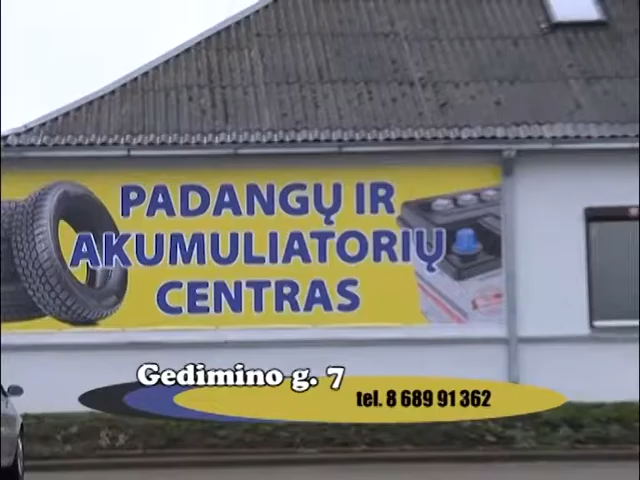 PADANGŲ IR
AKUMULIATORIŲ
CENTRAS
Gedimino g. 7
tel. 8 689 91 362